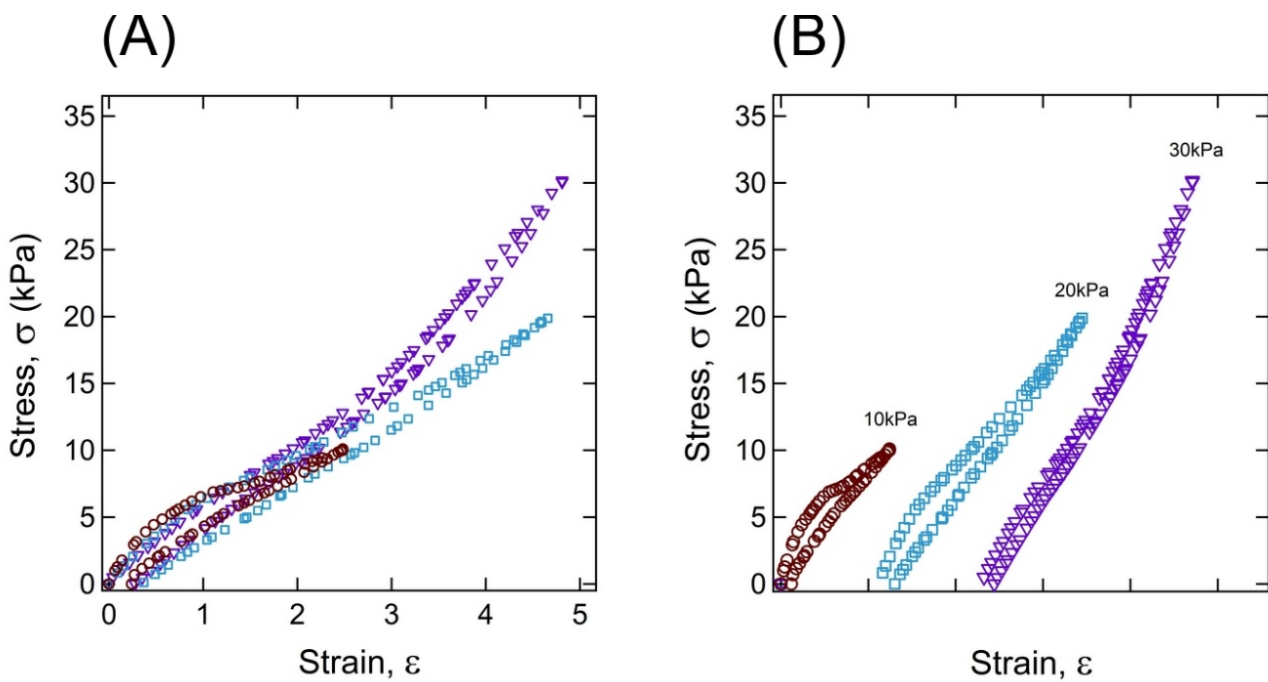 (A)
(B)
35
30
25
20
15
10
5
0
Stress, σ (kPa)
0 1 2 3 4 5
Strain, ε
35
30
25
20
15
10
5
0
Stress, σ (kPa)
10kPa
20kPa
30kPa
Strain, ε